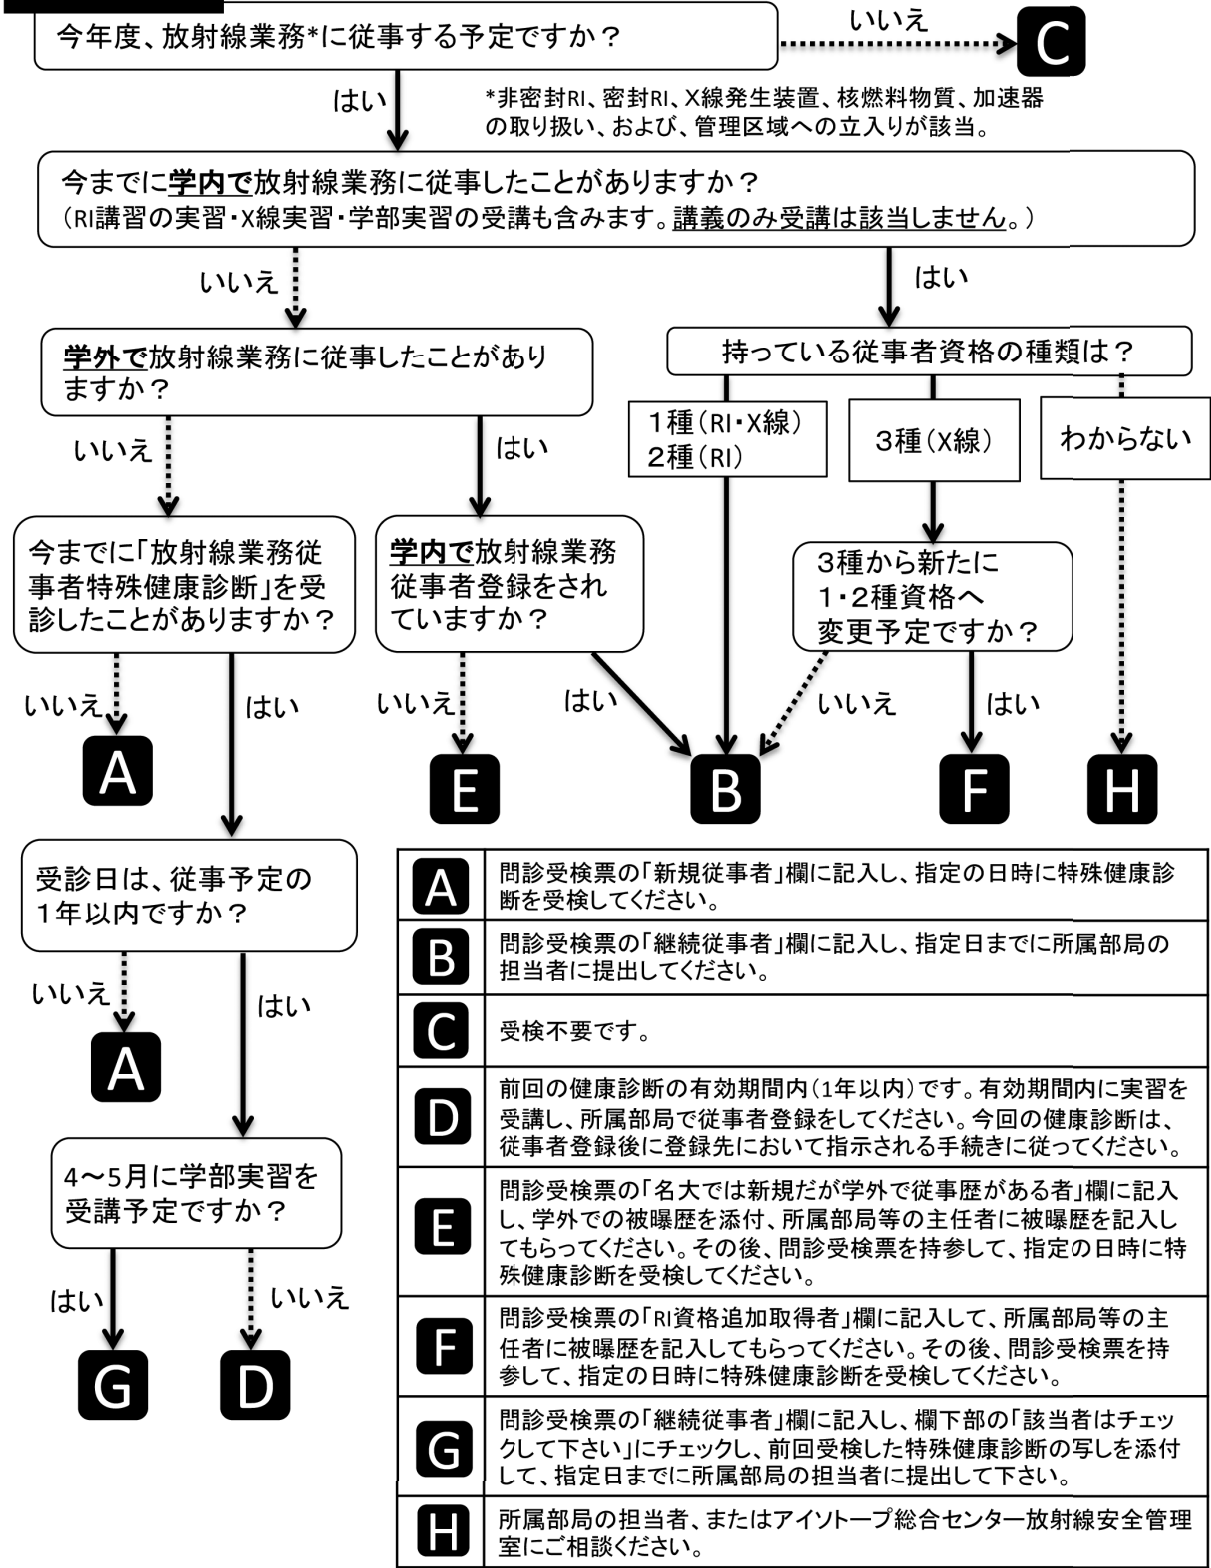 今年度、放射線業務*に従事する予定ですか？
いいえ
C
はい
*非密封RI、密封RI、X線発生装置、核燃料物質、加速器
の取り扱い、および、管理区域への立入りが該当。
今までに学内で放射線業務に従事したことがありますか？
（RI講習の実習・X線実習・学部実習の受講も含みます。講義のみ受講は該当しません。）
いいえ
はい
学外で放射線業務に従事したことがあり
ますか？
持っている従事者資格の種類は？
いいえ
はい
1種（RI・X線）
2種（RI）
3種（X線）
わからない
今までに「放射線業務従
事者特殊健康診断」を受
診したことがありますか？
学内で放射線業務
従事者登録をされ
ていますか？
3種から新たに
1・2種資格へ
変更予定ですか？
いいえ
はい
いいえ
はい
いいえ
はい
A
E
B
F
H
受診日は、従事予定の
1年以内ですか？
いいえ
はい
A
4～5月に学部実習を
受講予定ですか？
はい
いいえ
G
D
A
問診受検票の「新規従事者」欄に記入し、指定の日時に特殊健康診
断を受検してください。
B
問診受検票の「継続従事者」欄に記入し、指定日までに所属部局の
担当者に提出してください。
C
受検不要です。
D
前回の健康診断の有効期間内（1年以内）です。有効期間内に実習を
受講し、所属部局で従事者登録をしてください。今回の健康診断は、
従事者登録後に登録先において指示される手続きに従ってください。
E
問診受検票の「名大では新規だが学外で従事歴がある者」欄に記入
し、学外での被曝歴を添付、所属部局等の主任者に被曝歴を記入し
てもらってください。その後、問診受検票を持参して、指定の日時に特
殊健康診断を受検してください。
F
問診受検票の「RI資格追加取得者」欄に記入して、所属部局等の主
任者に被曝歴を記入してもらってください。その後、問診受検票を持
参して、指定の日時に特殊健康診断を受検してください。
G
問診受検票の「継続従事者」欄に記入し、欄下部の「該当者はチェッ
クして下さい」にチェックし、前回受検した特殊健康診断の写しを添付
して、指定日までに所属部局の担当者に提出して下さい。
H
所属部局の担当者、またはアイソトープ総合センター放射線安全管理
室にご相談ください。